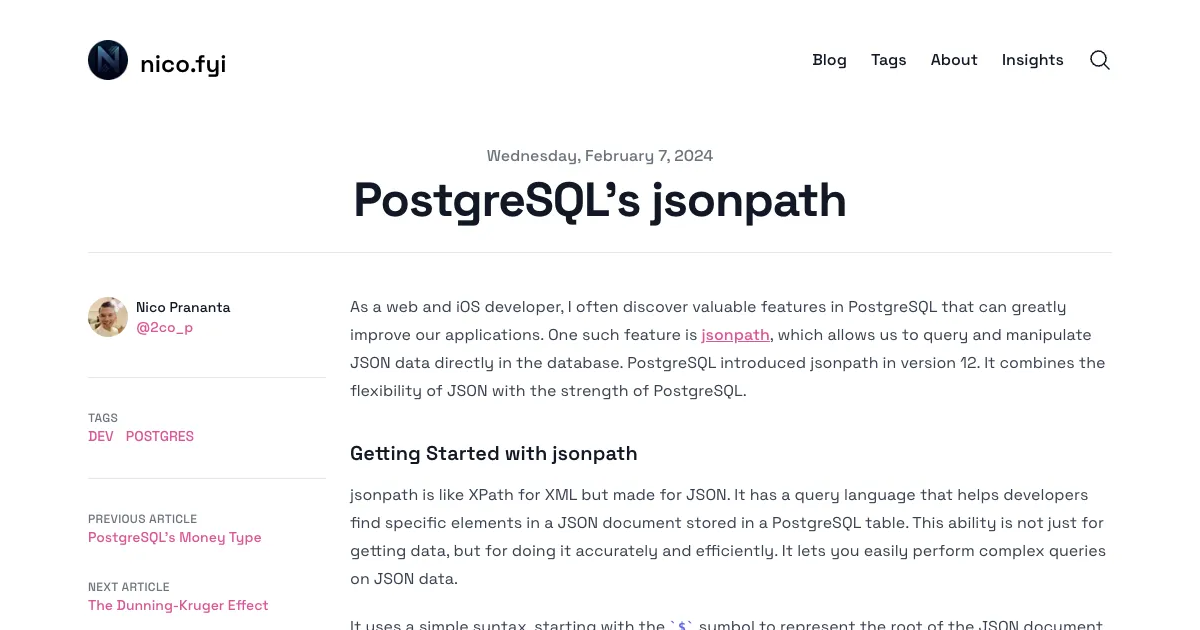 nico.fyi
Blog
Tags
About
Insights
Wednesday, February 7, 2024
PostgreSQL's jsonpath
Nico Prananta
@2co_p
TAGS
DEV POSTGRES
PREVIOUS ARTICLE
PostgreSQL's Money Type
NEXT ARTICLE
The Dunning-Kruger Effect
As a web and iOS developer, I often discover valuable features in PostgreSQL that can greatly
improve our applications. One such feature is jsonpath, which allows us to query and manipulate
JSON data directly in the database. PostgreSQL introduced jsonpath in version 12. It combines the
flexibility of JSON with the strength of PostgreSQL.
Getting Started with jsonpath
jsonpath is like XPath for XML but made for JSON. It has a query language that helps developers
find specific elements in a JSON document stored in a PostgreSQL table. This ability is not just for
getting data, but for doing it accurately and efficiently. It lets you easily perform complex queries
on JSON data.
It uses a simple syntax, starting with the `$` symbol to represent the root of the JSON document.